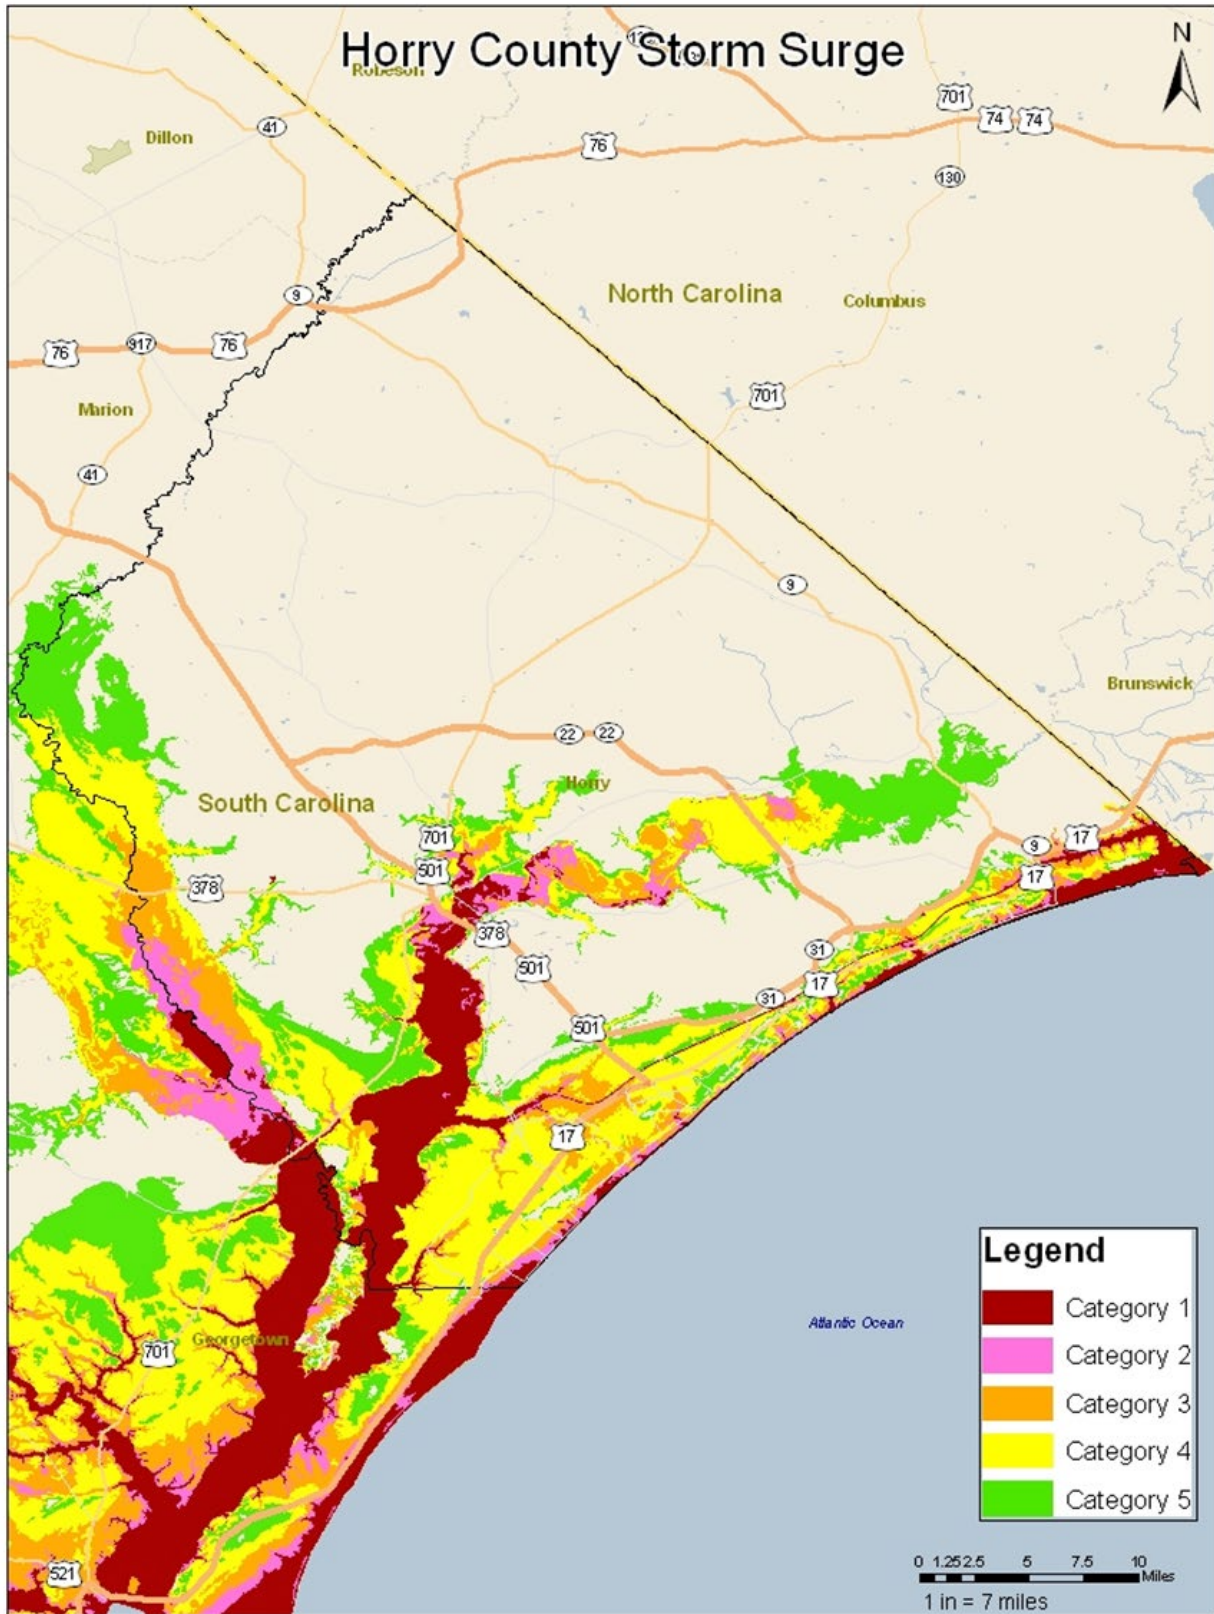 Horry County Storm Surge
N
Robeson
701
41
74
74
Dillon
76
130
North Carolina
9
Columbus
917
76
76
701
Marion
41
9
Brunswick
22
22
Horry
South Carolina
701
17
9
501
17
378
378
31
501
17
31
501
17
Legend
Category 1
Atlantic Ocean
Georgetown
701
Category 2
Category 3
Category 4
Category 5
0 1.25 2.5 5 7.5 10
Miles
521
1 in = 7 miles